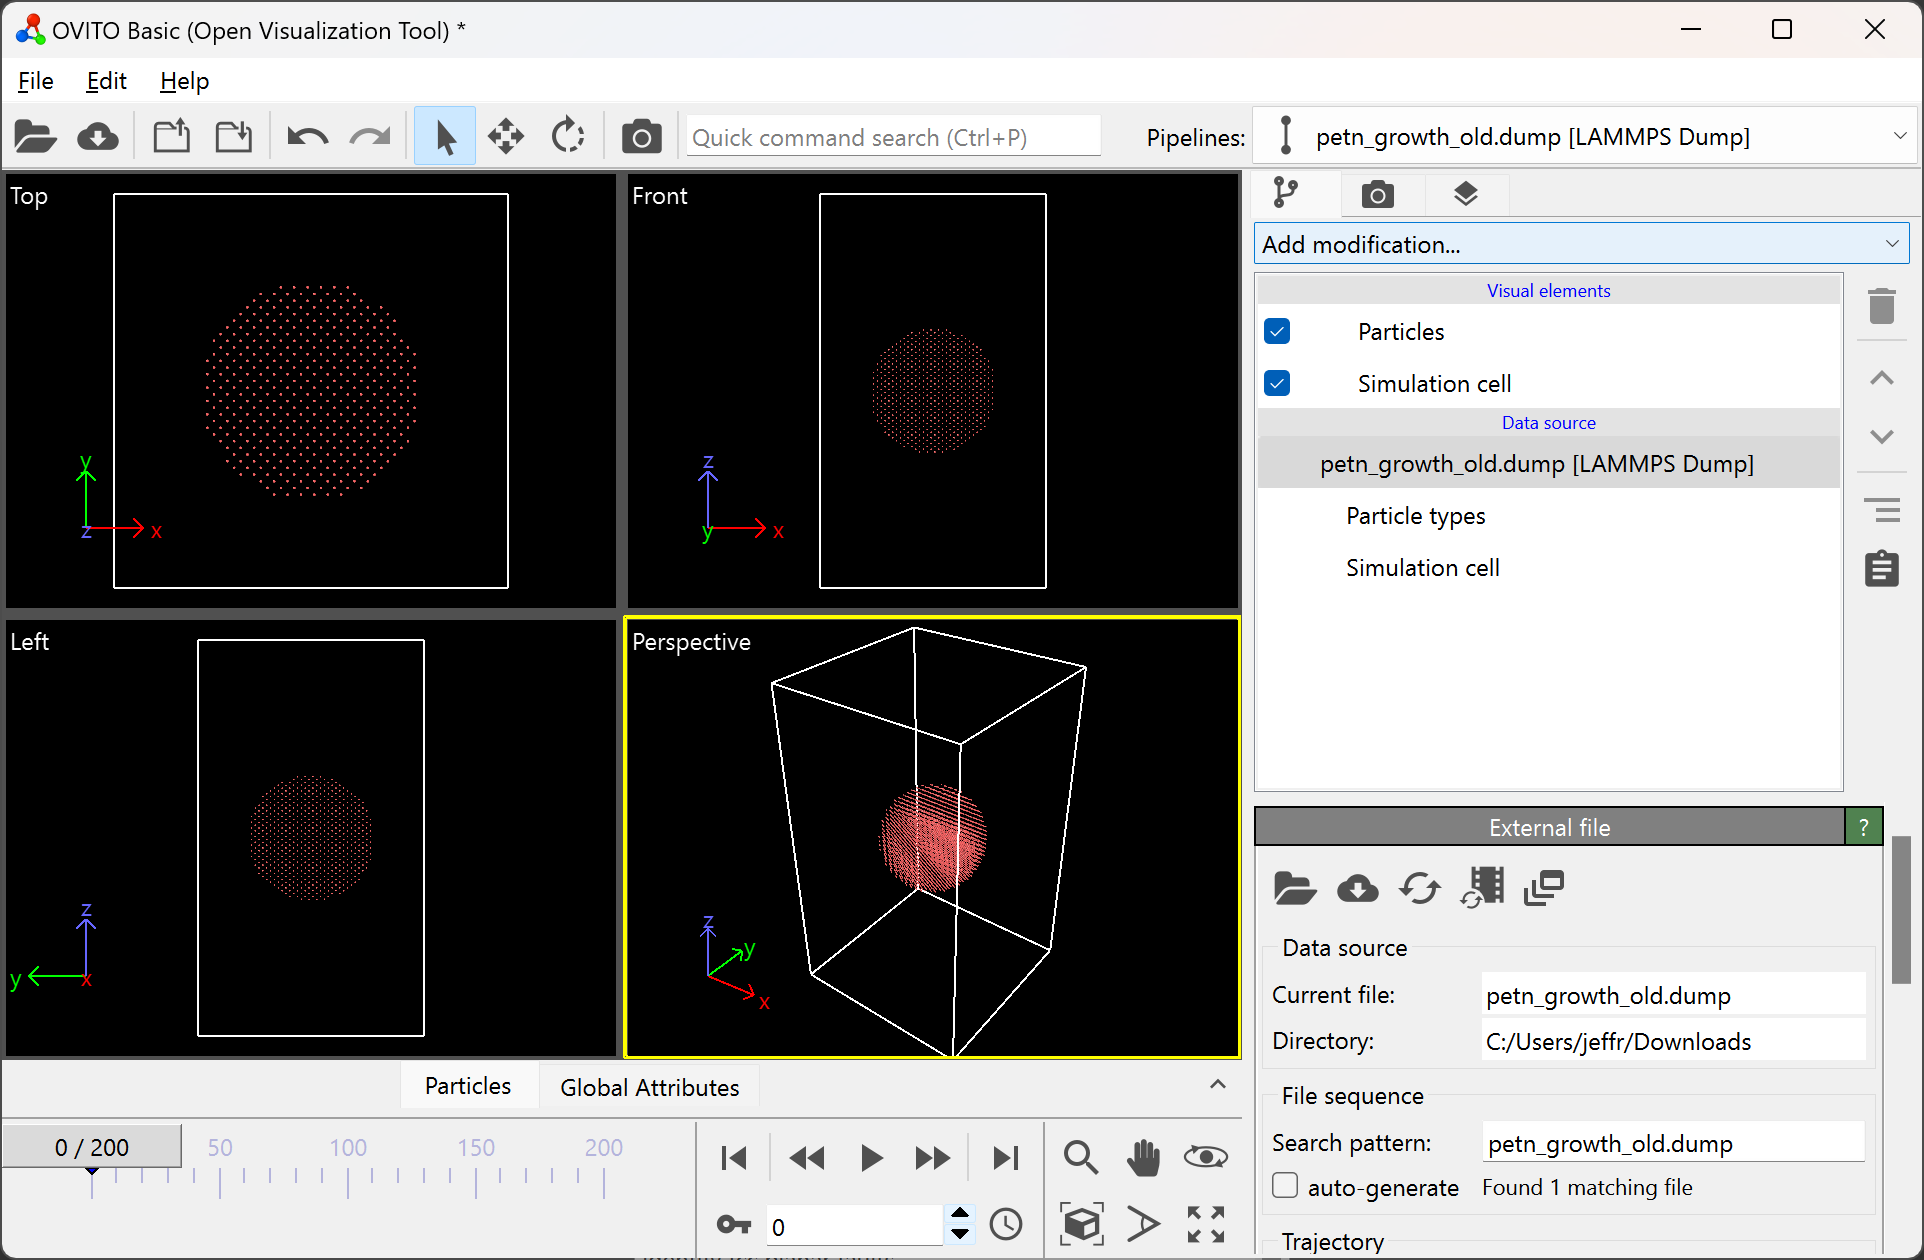 OVITO Basic (Open Visualization Tool) *
File Edit Help
Quick command search (Ctrl+P)
Pipelines: petn_growth_old.dump [LAMMPS Dump]
Top
y
z x
Front
z
y x
Left
z
y x
Perspective
z
y
x
Add modification...
Visual elements
Particles
Simulation cell
Data source
petn_growth_old.dump [LAMMPS Dump]
Particle types
Simulation cell
External file ?
Data source
Current file: petn_growth_old.dump
Directory: C:/Users/jeffr/Downloads
File sequence
Search pattern: petn_growth_old.dump
auto-generate Found 1 matching file
Trajectory
Particles Global Attributes
0 / 200 50 100 150 200
0